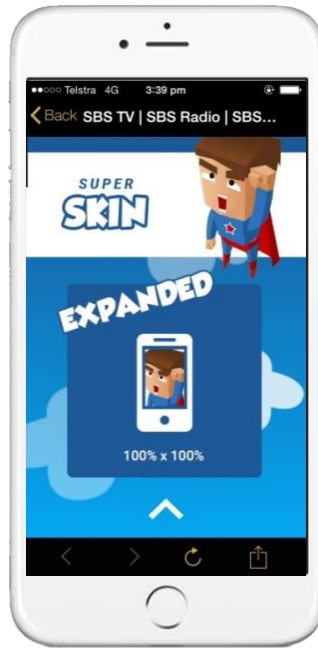 Telstra 4G 3:39 pm
Back SBS TV | SBS Radio | SBS...
SUPER
SKIN
EXPANDED
100% x 100%